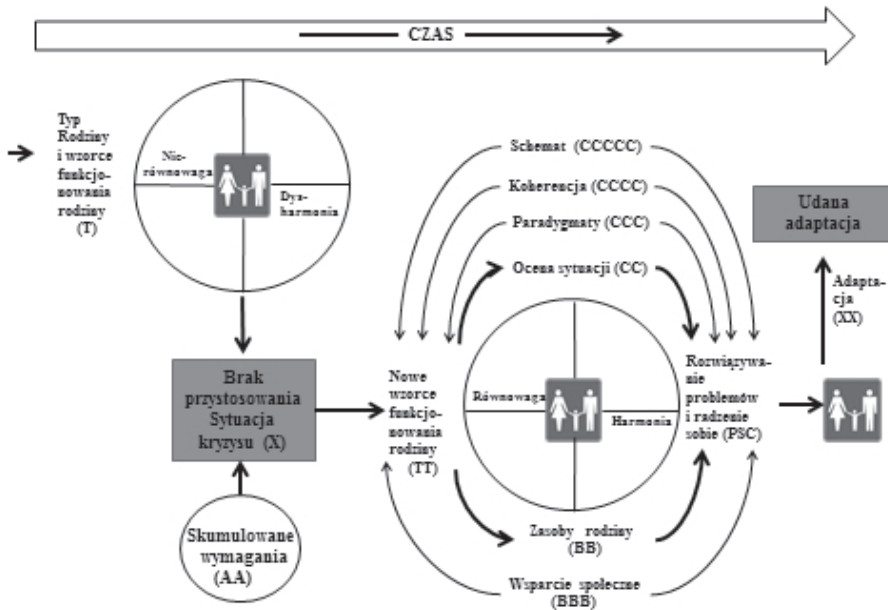 CZAS
Typ
Rodziny
i wzorce
funkcjo-
nowania
rodziny
(T)
Nie-
równowaga
Dys-
harmonia
Brak
przystosowania
Sytuacja
kryzysu (X)
Skumulowane
wymagania
(AA)
Schemat (CCCCC)
Koherencja (CCCC)
Paradygmaty (CCC)
Ocena sytuacji (CC)
Nowe
wzorce
funkcjo-
nowania
rodziny
(TT)
Równowaga
Harmonia
Zasoby rodziny
(BB)
Wsparcie społeczne
(BBB)
Rozwiązywa-
nie
problemów
i radzenie
sobie (PSC)
Udana
adaptacja
Adapta-
cja
(XX)